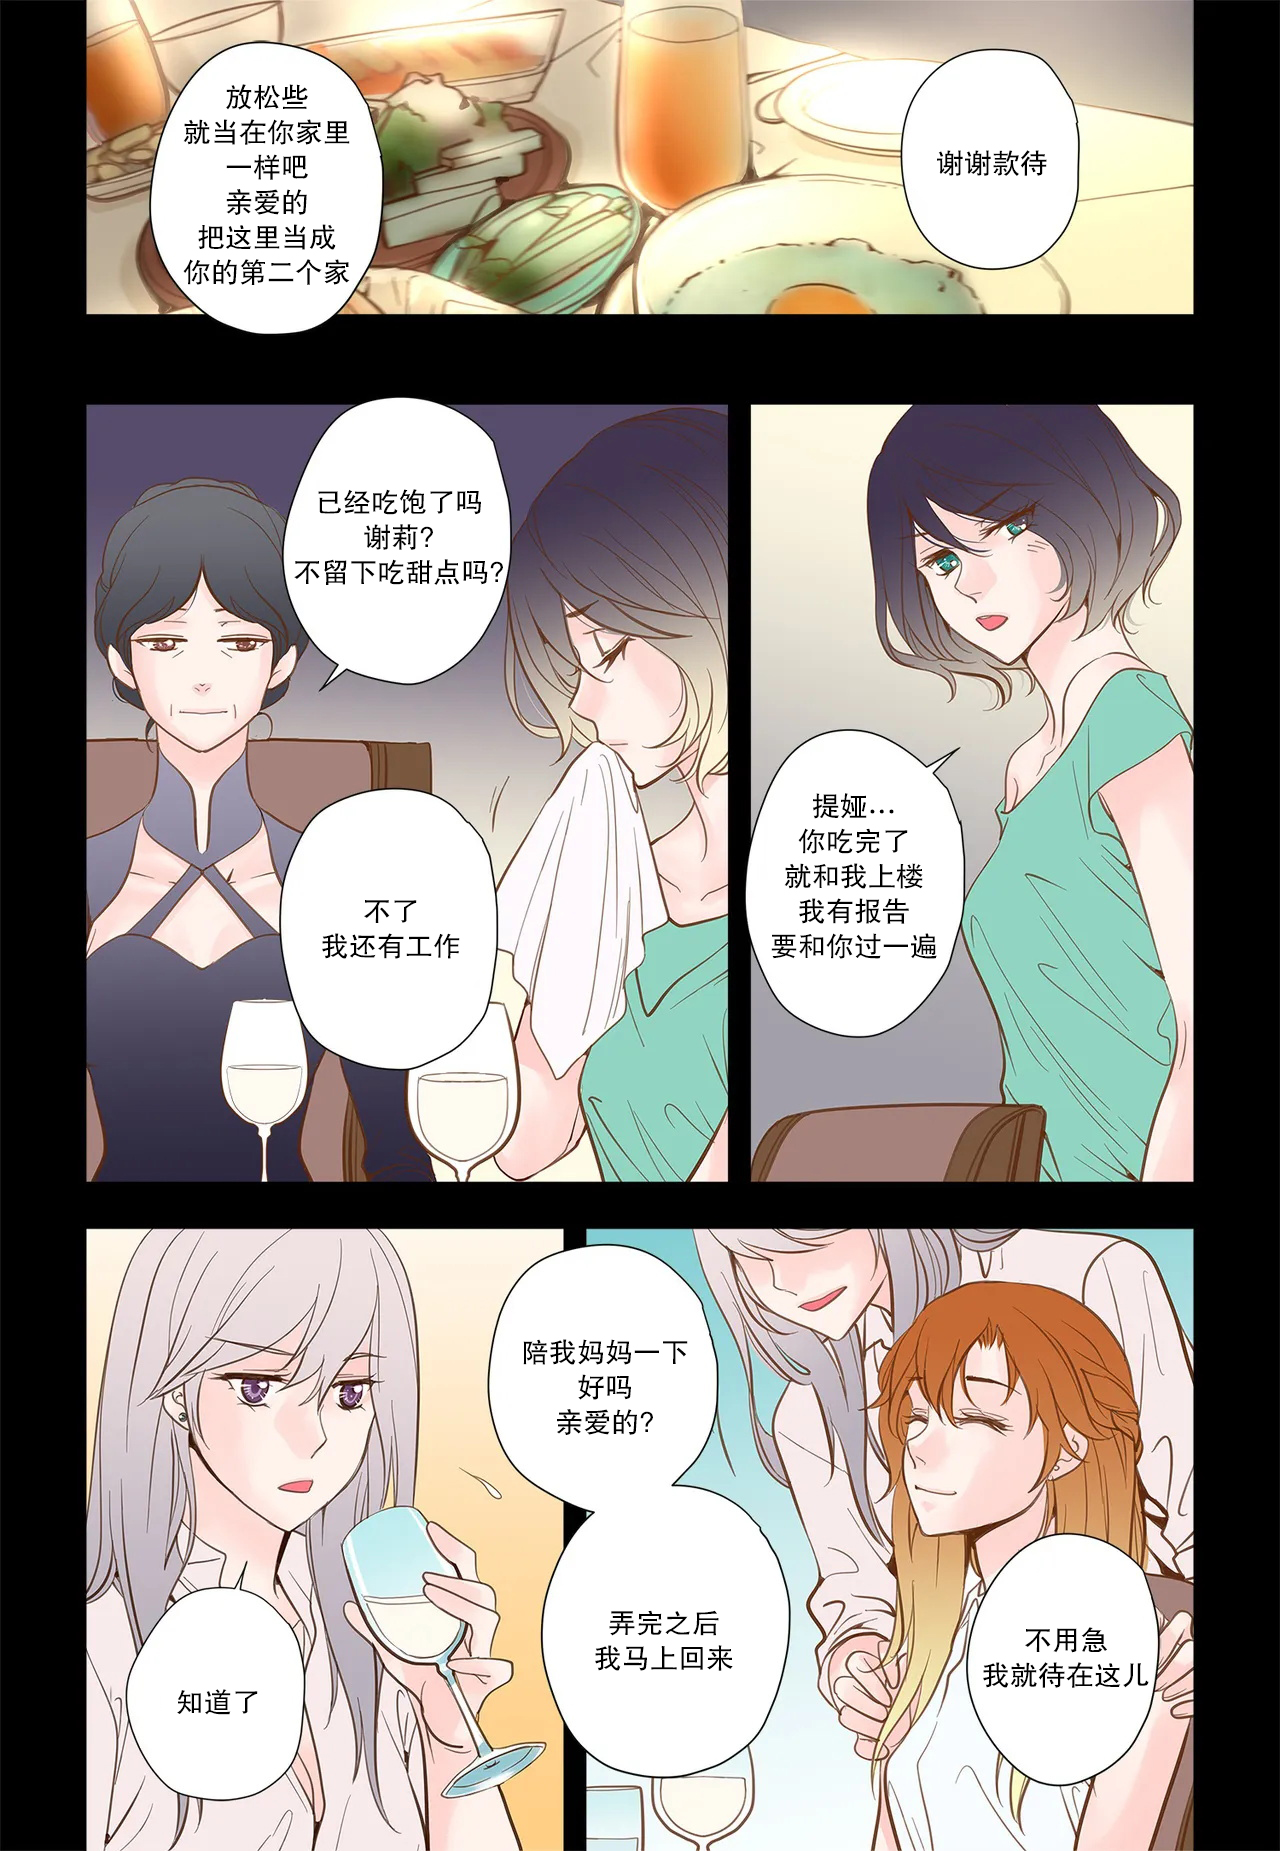 放松些
就当在你家里
一样吧
亲爱的
把这里当成
你的第二个家
谢谢款待
已经吃饱了吗
谢莉?
不留下吃甜点吗?
不了
我还有工作
提娅...
你吃完了
就和我上楼
我有报告
要和你过一遍
知道了
陪我妈妈一下
好吗
亲爱的?
弄完之后
我马上回来
不用急
我就待在这儿